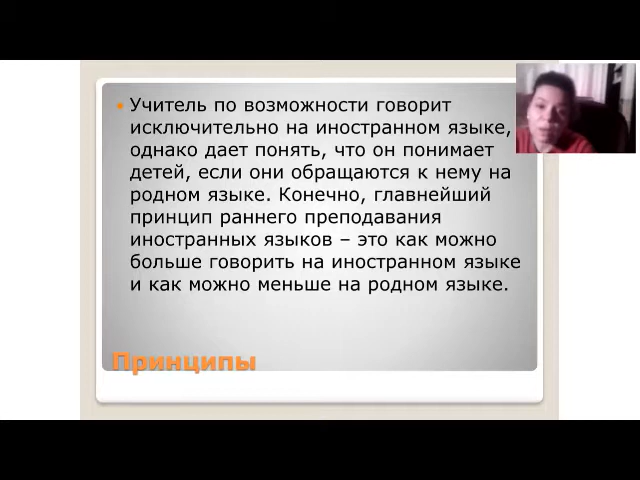 Учитель по возможности говорит
исключительно на иностранном языке,
однако дает понять, что он понимает
детей, если они обращаются к нему на
родном языке. Конечно, главнейший
принцип раннего преподавания
иностранных языков – это как можно
больше говорить на иностранном языке
и как можно меньше на родном языке.
Принципы